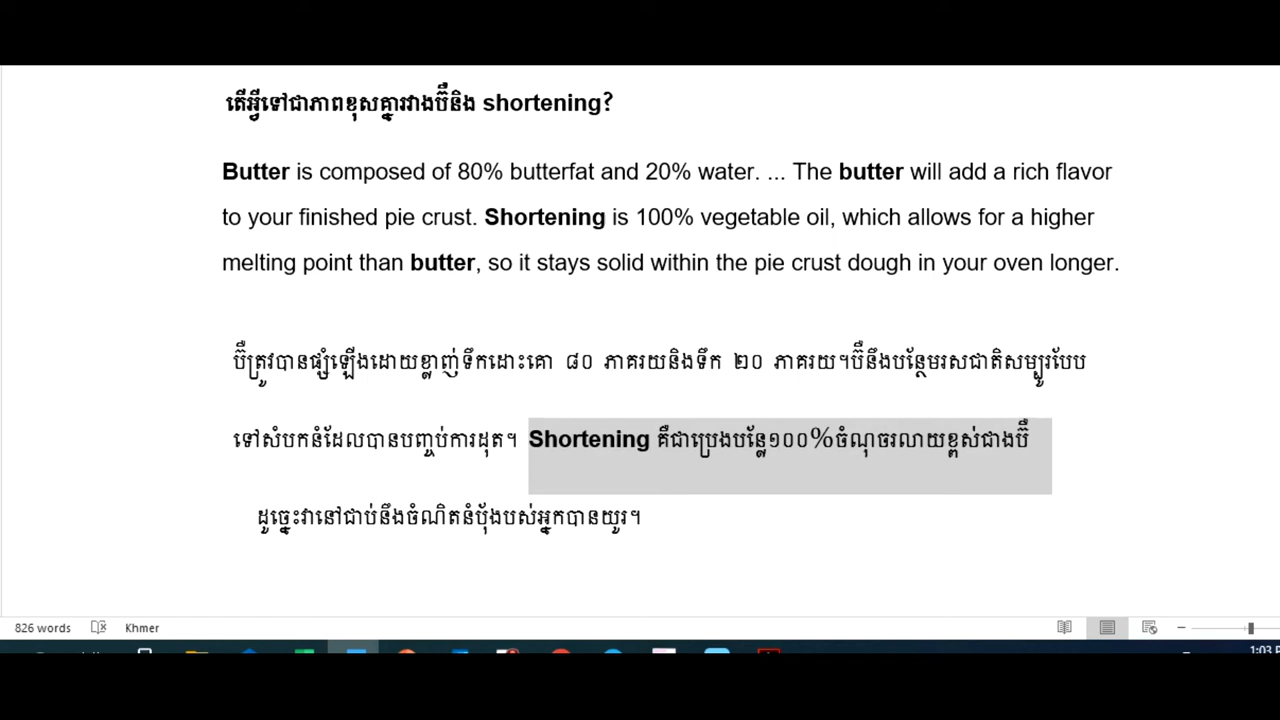 តើអ្វីទៅជាភាពខុសគ្នារវាងប៊ឺនិង shortening?
Butter is composed of 80% butterfat and 20% water. ... The butter will add a rich flavor
to your finished pie crust. Shortening is 100% vegetable oil, which allows for a higher
melting point than butter, so it stays solid within the pie crust dough in your oven longer.
ប៊ឺត្រូវបានផ្សំឡើងដោយខ្លាញ់ទឹកដោះគោ ៨០ ភាគរយនិងទឹក ២០ ភាគរយ។ប៊ឺនឹងបន្ថែមរសជាតិសម្បូរបែប
ទៅសំបកនំដែលបានបញ្ចប់ការដុត។ Shortening គឺជាប្រេងបន្លែ១០០%ចំណុចរលាយខ្ពស់ជាងប៊ឺ
ដូច្នេះវានៅជាប់នឹងចំណិតនំប៉័ងបស់អ្នកបានយូរ។
826 words Khmer